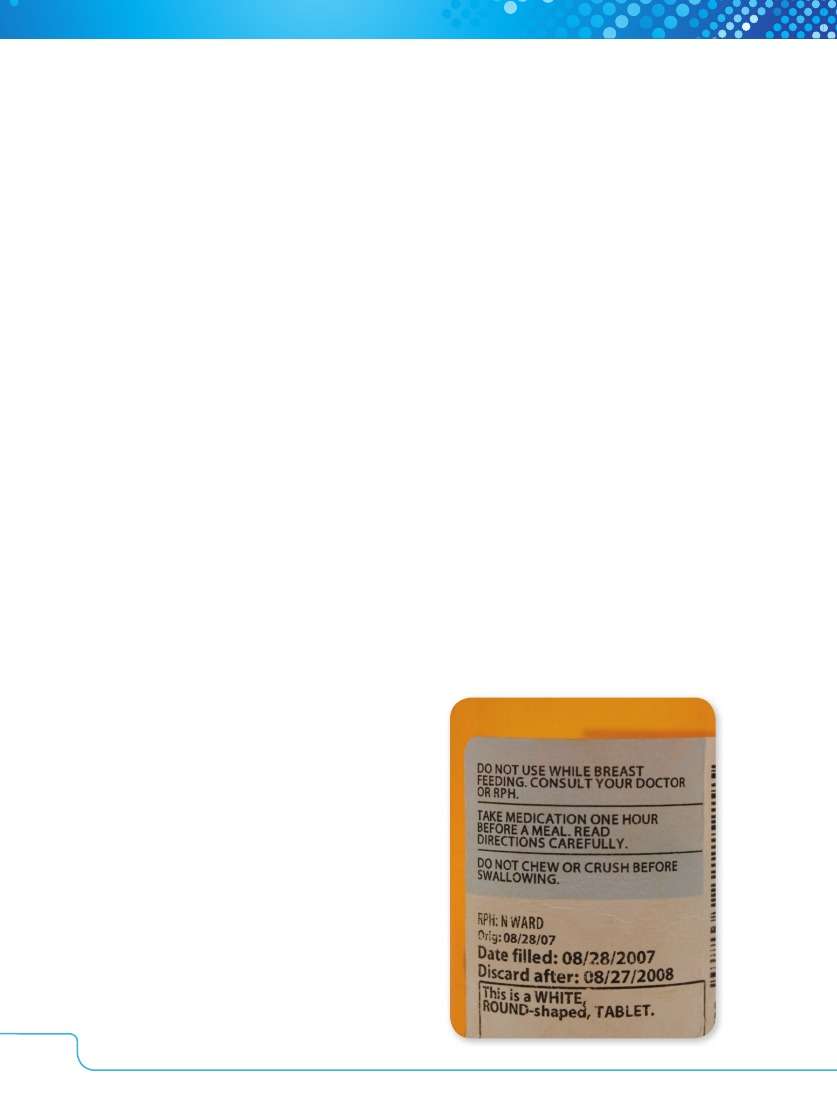 DO NOT USE WHILE BREAST
FEEDING. CONSULT YOUR DOCTOR
OR RPH.
TAKE MEDICATION ONE HOUR
BEFORE A MEAL. READ
DIRECTIONS CAREFULLY.
DO NOT CHEW OR CRUSH BEFORE
SWALLOWING.
RPH: N WARD
Orig: 08/28/07
Date filled: 08/28/2007
Discard after: 08/27/2008
This is a WHITE,
ROUND-shaped, TABLET.